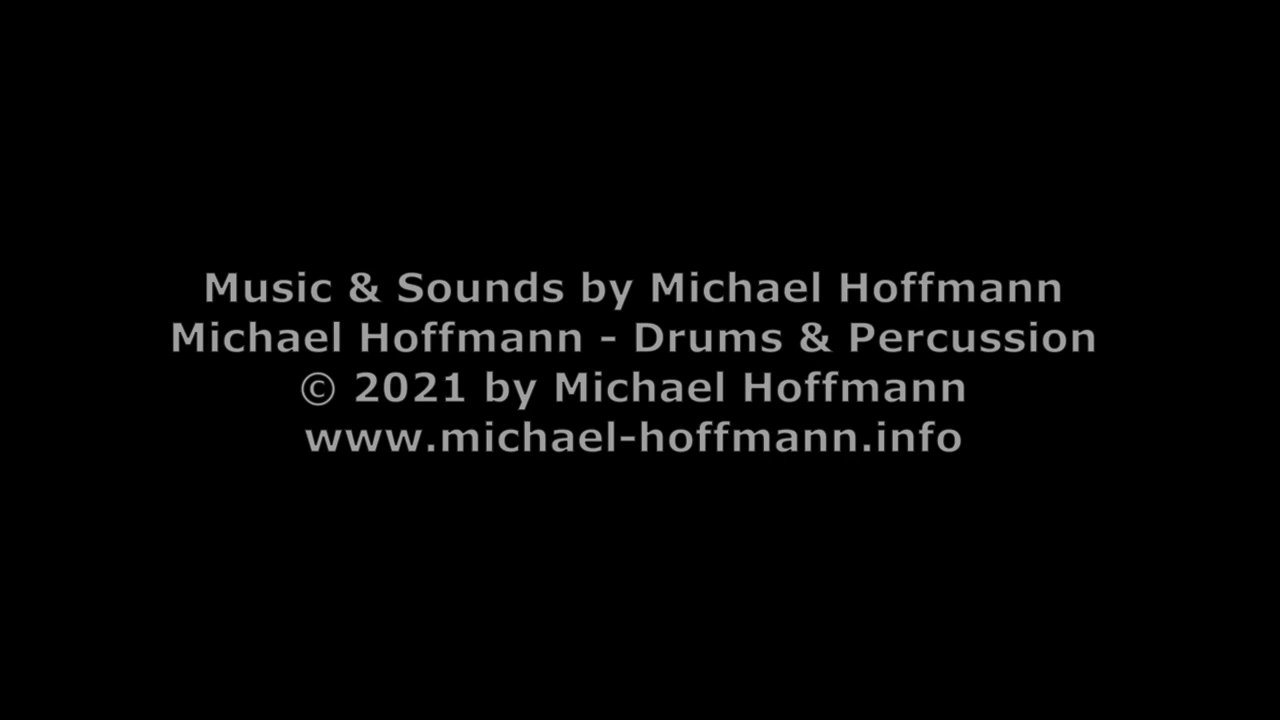 Music & Sounds by Michael Hoffmann
Michael Hoffmann - Drums & Percussion
© 2021 by Michael Hoffmann
www.michael-hoffmann.info